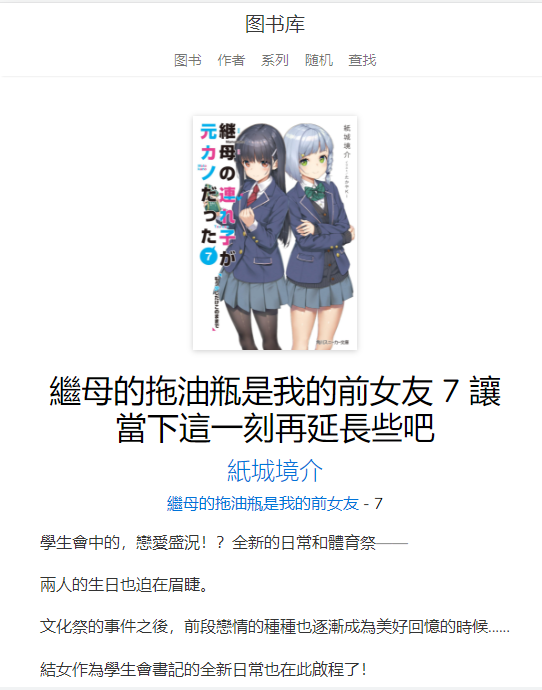 图书库
图书 作者 系列 随机 查找
継母の連れ子が
元カノだった
7
紙城境介
繼母的拖油瓶是我的前女友 7 讓
當下這一刻再延長些吧
紙城境介
繼母的拖油瓶是我的前女友 - 7
學生會中的，戀愛盛況！？全新的日常和體育祭——
兩人的生日也迫在眉睫。
文化祭的事件之後，前段戀情的種種也逐漸成為美好回憶的時候......
結女作為學生會書記的全新日常也在此啟程了！